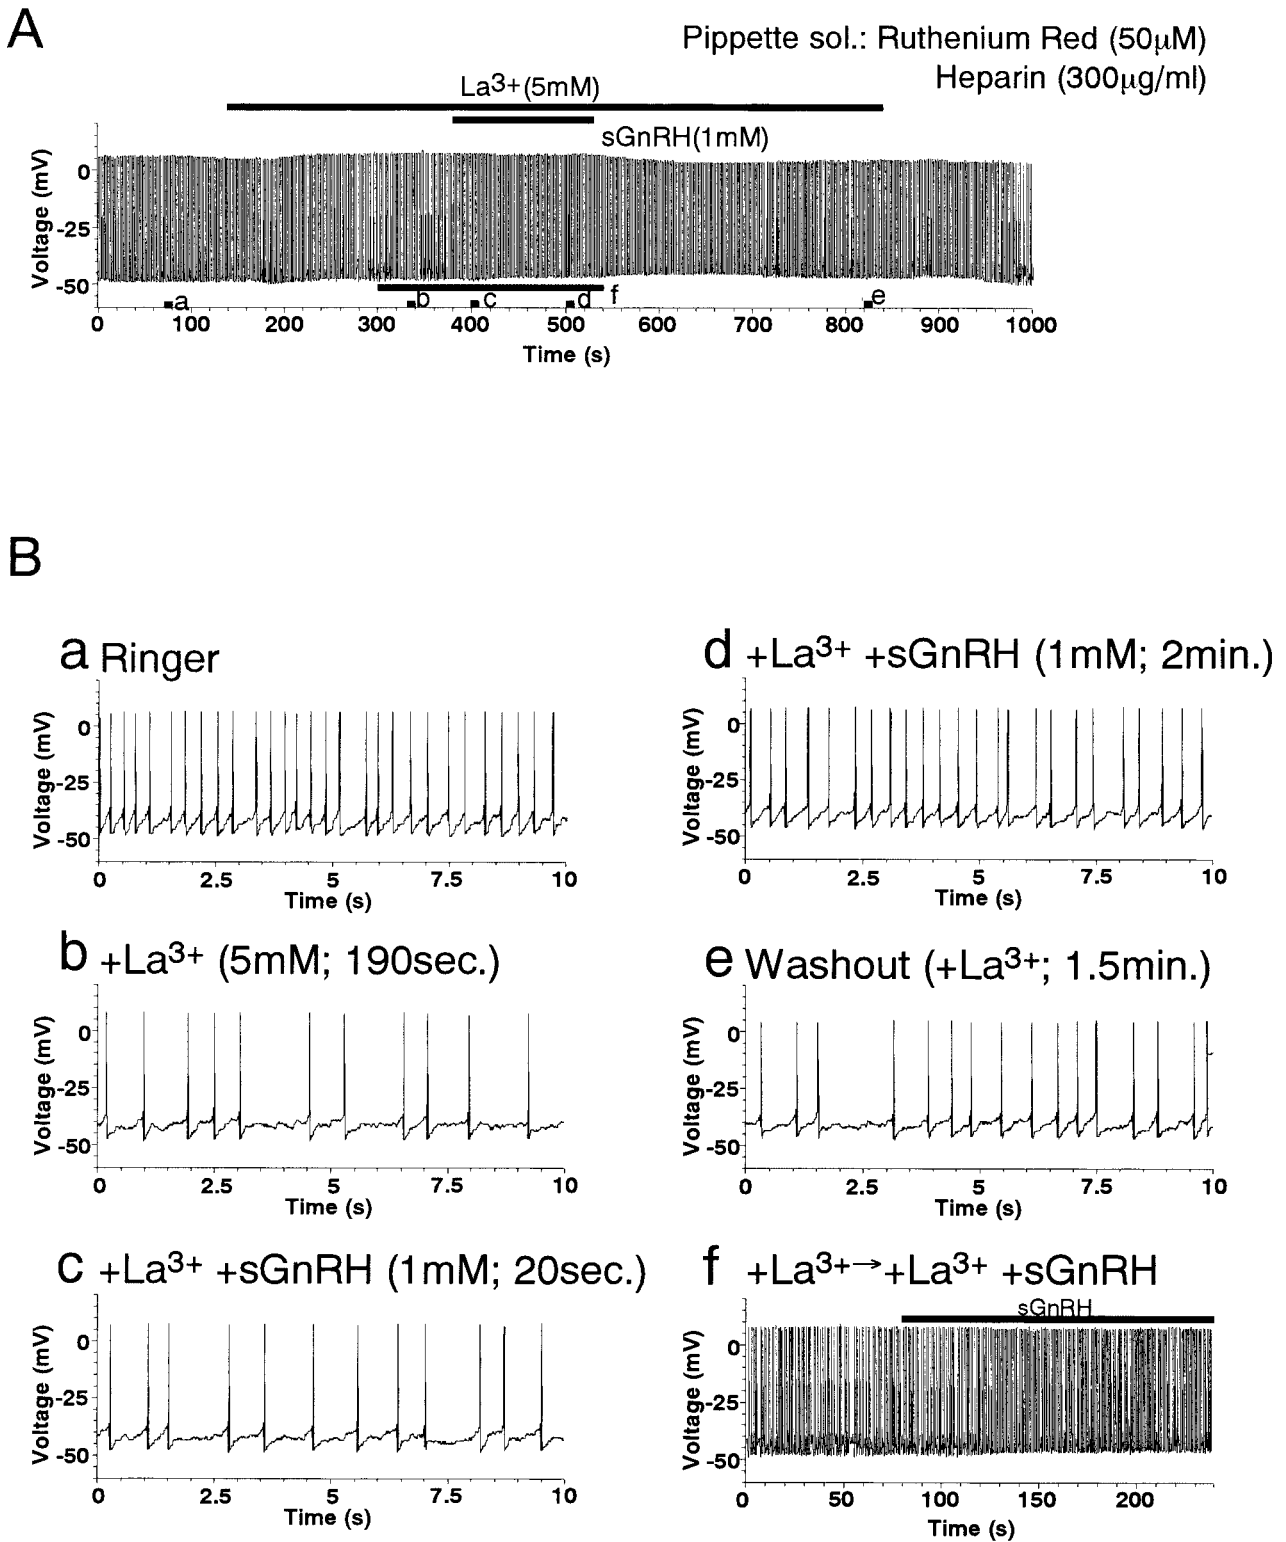 A
Pippette sol.: Ruthenium Red (50μM)
Heparin (300μg/ml)
La3+(5mM)
sGnRH(1mM)
Voltage (mV)
0
-25
-50
a
b
c
d
f
e
0 100 200 300 400 500 600 700 800 900 1000
Time (s)
B
a Ringer
Voltage (mV)
0
-25
-50
0 2.5 5 7.5 10
Time (s)
b +La3+ (5mM; 190sec.)
Voltage (mV)
0
-25
-50
0 2.5 5 7.5 10
Time (s)
c +La3+ +sGnRH (1mM; 20sec.)
Voltage (mV)
0
-25
-50
0 2.5 5 7.5 10
Time (s)
d +La3+ +sGnRH (1mM; 2min.)
Voltage (mV)
0
-25
-50
0 2.5 5 7.5 10
Time (s)
e Washout (+La3+; 1.5min.)
Voltage (mV)
0
-25
-50
0 2.5 5 7.5 10
Time (s)
f +La3+→+La3+ +sGnRH
sGnRH
Voltage (mV)
0
-25
-50
0 50 100 150 200
Time (s)